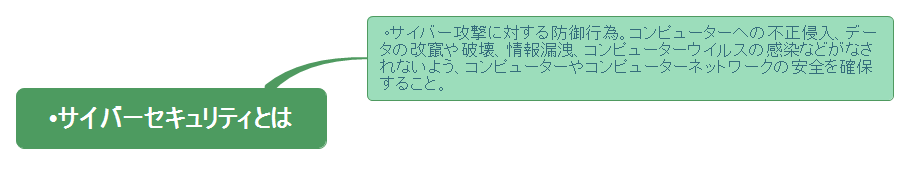 •サイバーセキュリティとは
•サイバー攻撃に対する防御行為。コンピューターへの不正侵入、デー
タの改竄や破壊、情報漏洩、コンピューターウイルスの感染などがなさ
れないよう、コンピューターやコンピューターネットワークの安全を確保
すること。